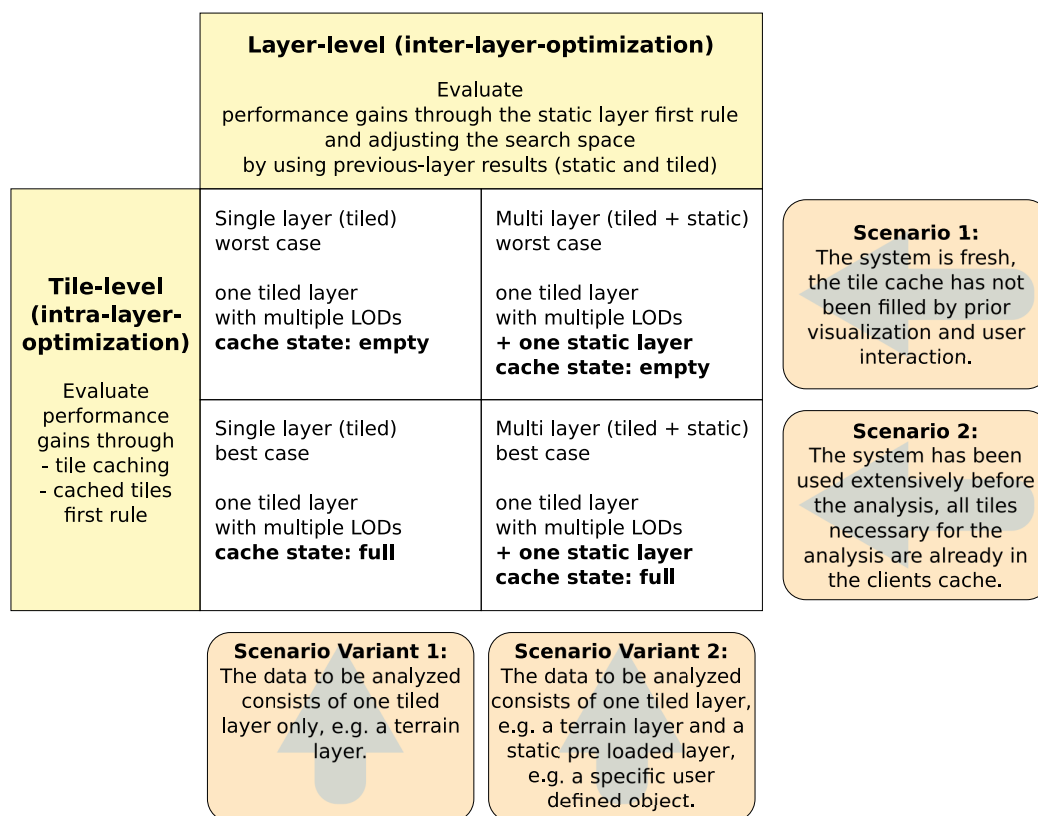 Layer-level (inter-layer-optimization)
Evaluate
performance gains through the static layer first rule
and adjusting the search space
by using previous-layer results (static and tiled)
Tile-level
(intra-layer-
optimization)
Evaluate
performance
gains through
- tile caching
- cached tiles
first rule
Single layer (tiled)
worst case
one tiled layer
with multiple LODs
cache state: empty
Multi layer (tiled + static)
worst case
one tiled layer
with multiple LODs
+ one static layer
cache state: empty
Scenario 1:
The system is fresh,
the tile cache has not
been filled by prior
visualization and user
interaction.
Single layer (tiled)
best case
one tiled layer
with multiple LODs
cache state: full
Multi layer (tiled + static)
best case
one tiled layer
with multiple LODs
+ one static layer
cache state: full
Scenario 2:
The system has been
used extensively before
the analysis, all tiles
necessary for the
analysis are already in
the clients cache.
Scenario Variant 1:
The data to be analyzed
consists of one tiled
layer only, e.g. a terrain
layer.
Scenario Variant 2:
The data to be analyzed
consists of one tiled layer,
e.g. a terrain layer and a
static pre loaded layer,
e.g. a specific user
defined object.